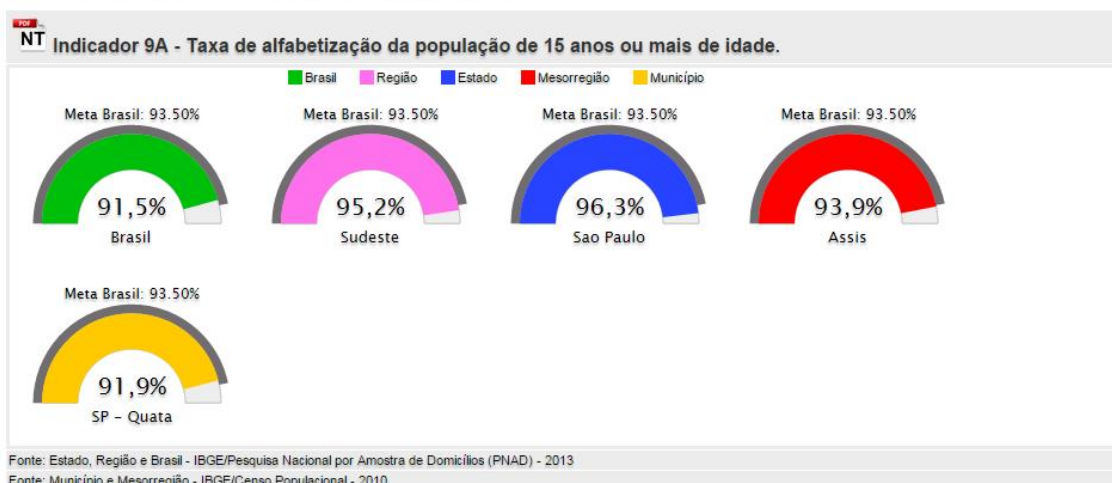 PDF
NT Indicador 9A - Taxa de alfabetização da população de 15 anos ou mais de idade.
Brasil Região Estado Mesorregião Município
Meta Brasil: 93.50% Meta Brasil: 93.50% Meta Brasil: 93.50% Meta Brasil: 93.50%
91,5% 95,2% 96,3% 93,9%
Brasil Sudeste Sao Paulo Assis
Meta Brasil: 93.50%
91,9%
SP - Quata
Fonte: Estado, Região e Brasil - IBGE/Pesquisa Nacional por Amostra de Domicílios (PNAD) - 2013
Fonte: Município e Mesorregião - IBGE/Censo Populacional - 2010